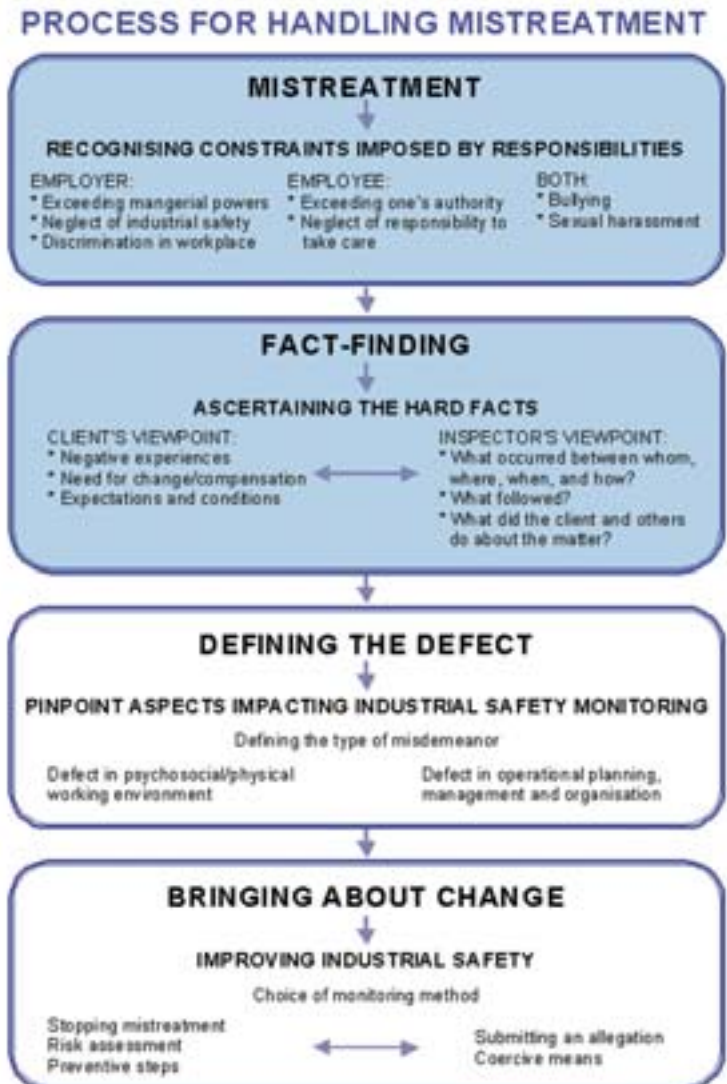 PROCESS FOR HANDLING MISTREATMENT
MISTREATMENT
RECOGNISING CONSTRAINTS IMPOSED BY RESPONSIBILITIES
EMPLOYER:
* Exceeding mangerial powers
* Neglect of industrial safety
* Discrimination in workplace
EMPLOYEE:
* Exceeding one's authority
* Neglect of responsibility to
take care
BOTH:
* Bullying
* Sexual harassment
FACT-FINDING
ASCERTAINING THE HARD FACTS
CLIENT'S VIEWPOINT:
* Negative experiences
* Need for change/compensation
* Expectations and conditions
INSPECTOR'S VIEWPOINT:
* What occurred between whom,
where, when, and how?
* What followed?
* What did the client and others
do about the matter?
DEFINING THE DEFECT
PINPOINT ASPECTS IMPACTING INDUSTRIAL SAFETY MONITORING
Defining the type of misdemeanor
Defect in psychosocial/physical
working environment
Defect in operational planning,
management and organisation
BRINGING ABOUT CHANGE
IMPROVING INDUSTRIAL SAFETY
Choice of monitoring method
Stopping mistreatment
Risk assessment
Preventive steps
Submitting an allegation
Coercive means